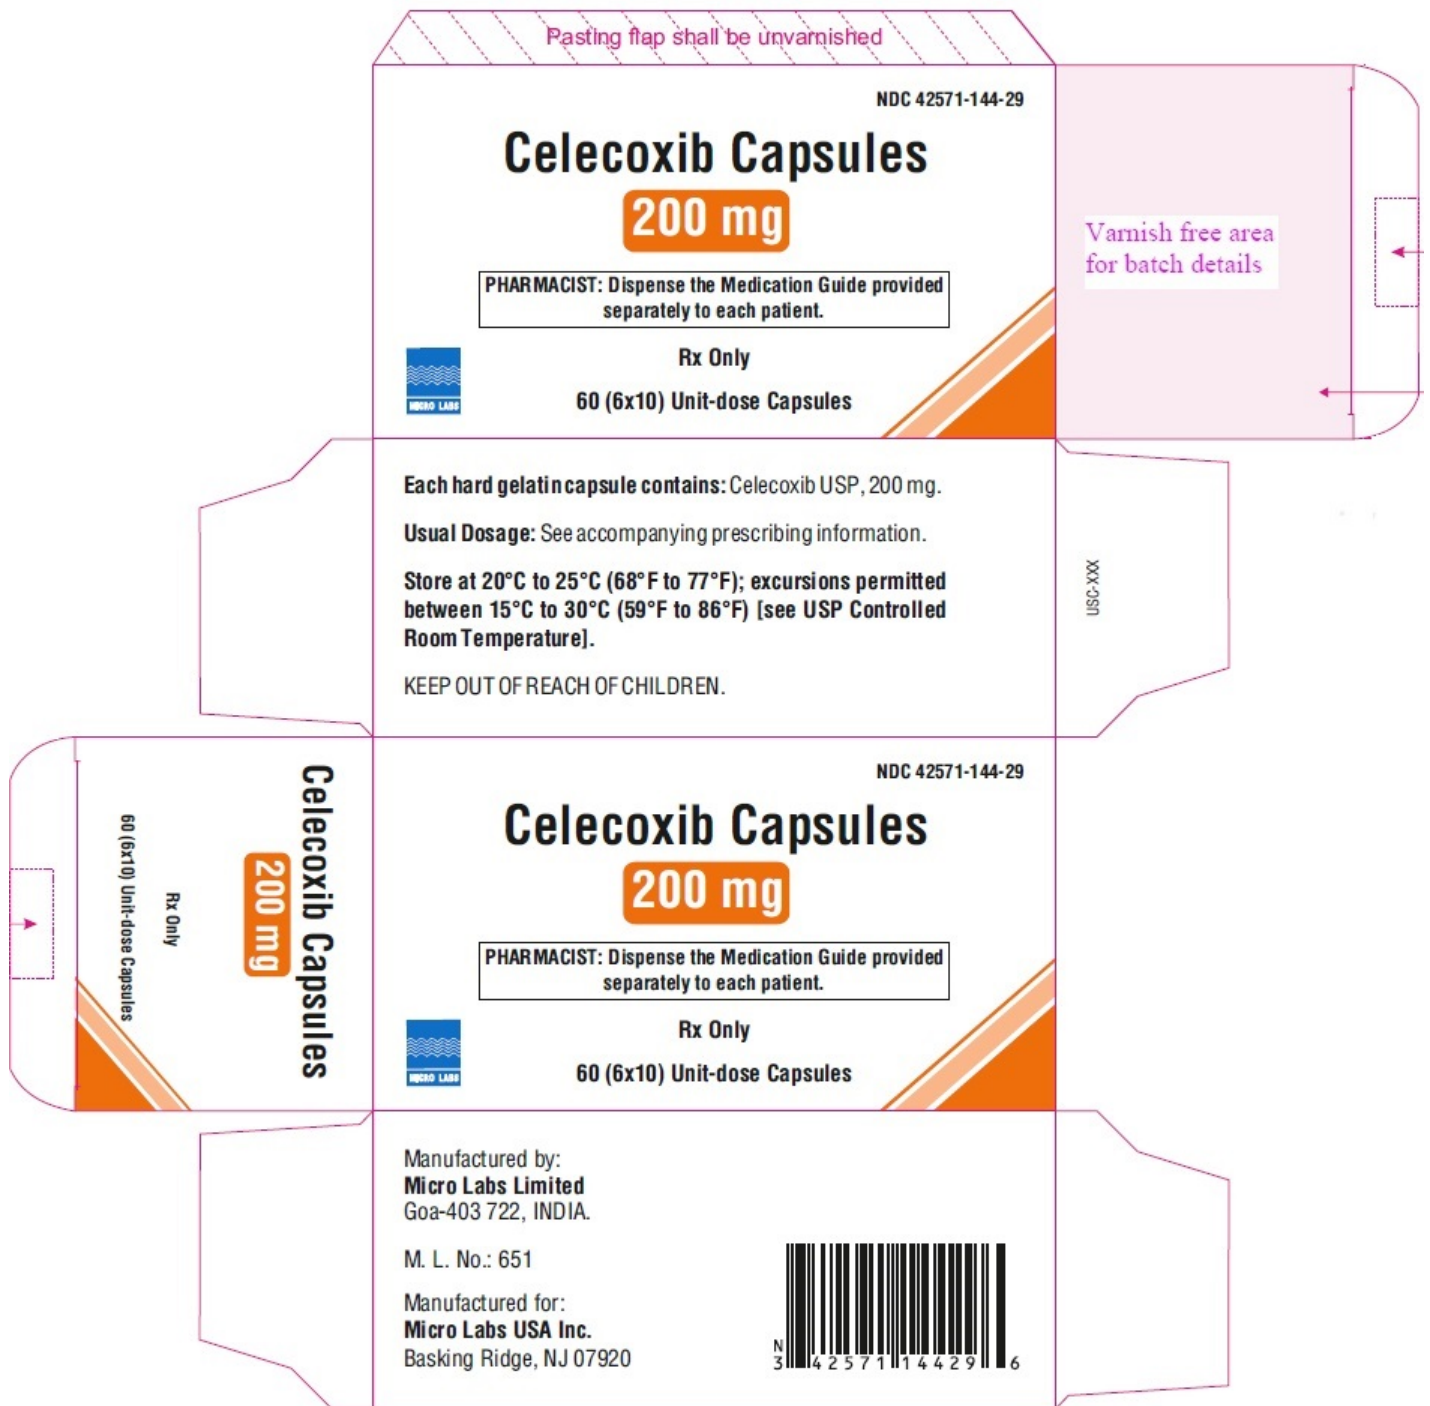 Pasting flap shall be unvarnished
NDC 42571-144-29
Celecoxib Capsules
200 mg
PHARMACIST: Dispense the Medication Guide provided
separately to each patient.
Rx Only
60 (6x10) Unit-dose Capsules
MICRO LABS
Varnish free area
for batch details
Each hard gelatin capsule contains: Celecoxib USP, 200 mg.
Usual Dosage: See accompanying prescribing information.
Store at 20°C to 25°C (68°F to 77°F); excursions permitted
between 15°C to 30°C (59°F to 86°F) [see USP Controlled
Room Temperature].
KEEP OUT OF REACH OF CHILDREN.
USC-XXX
Celecoxib Capsules
200 mg
Rx Only
60 (6x10) Unit-dose Capsules
NDC 42571-144-29
Celecoxib Capsules
200 mg
PHARMACIST: Dispense the Medication Guide provided
separately to each patient.
Rx Only
60 (6x10) Unit-dose Capsules
MICRO LABS
Manufactured by:
Micro Labs Limited
Goa-403 722, INDIA.
M. L. No.: 651
Manufactured for:
Micro Labs USA Inc.
Basking Ridge, NJ 07920
N
3 42571 14429 6